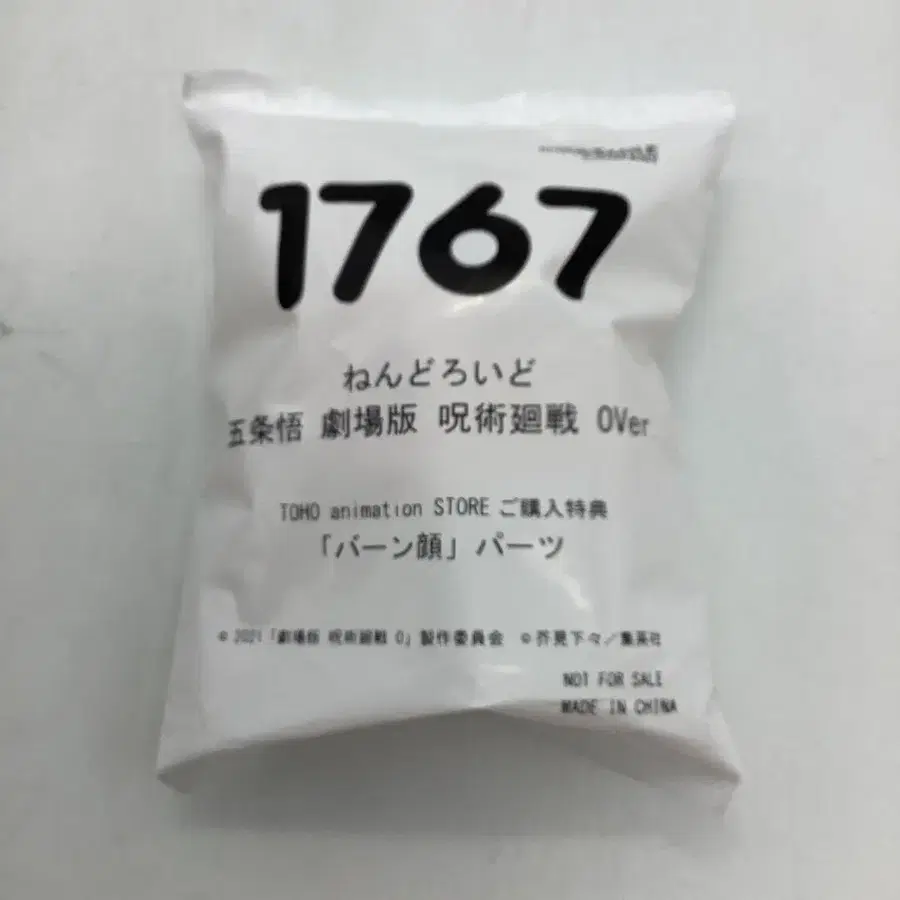 1767
ねんどろいど
五条悟 劇場版 呪術廻戦 0Ver
TOHO animation STORE ご購入特典
「バーン顔」パーツ
© 2021「劇場版 呪術廻戦 0」製作委員会 ©芥見下々／集英社
NOT FOR SALE
MADE IN CHINA